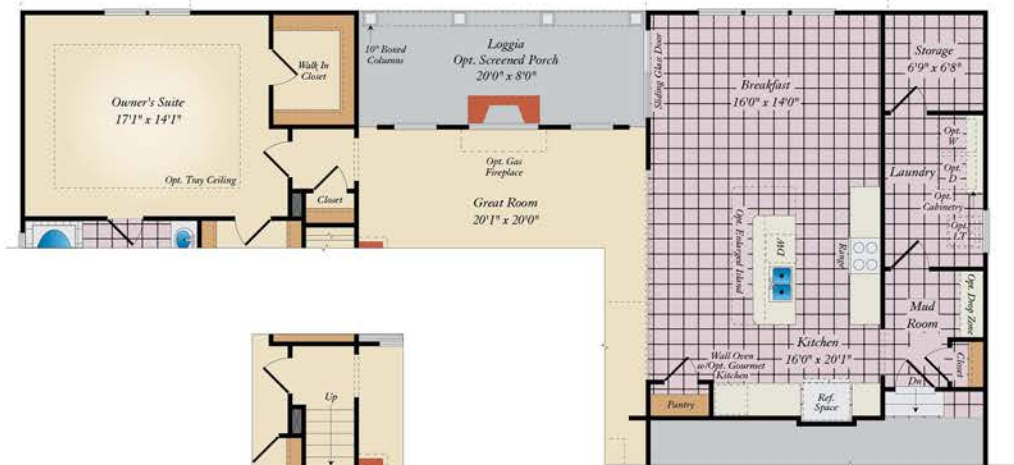 Owner's Suite
17'1" x 14'1"
Opt. Tray Ceiling
Walk In
Closet
Closet
10" Boxed
Columns
Loggia
Opt. Screened Porch
20'0" x 8'0"
Opt. Gas
Fireplace
Great Room
20'1" x 20'0"
Sliding Glass Door
Breakfast
16'0" x 14'0"
Storage
6'9" x 6'8"
Opt.
W
Laundry
Opt.
D
Opt.
Cabinetry
Opt.
LT
Opt. Enlarged Island
DW
Range
Mud
Room
Opt. Drop Zone
Closet
Dn
Kitchen
16'0" x 20'1"
Wall Oven
w/Opt. Gourmet
Kitchen
Pantry
Ref.
Space
Up